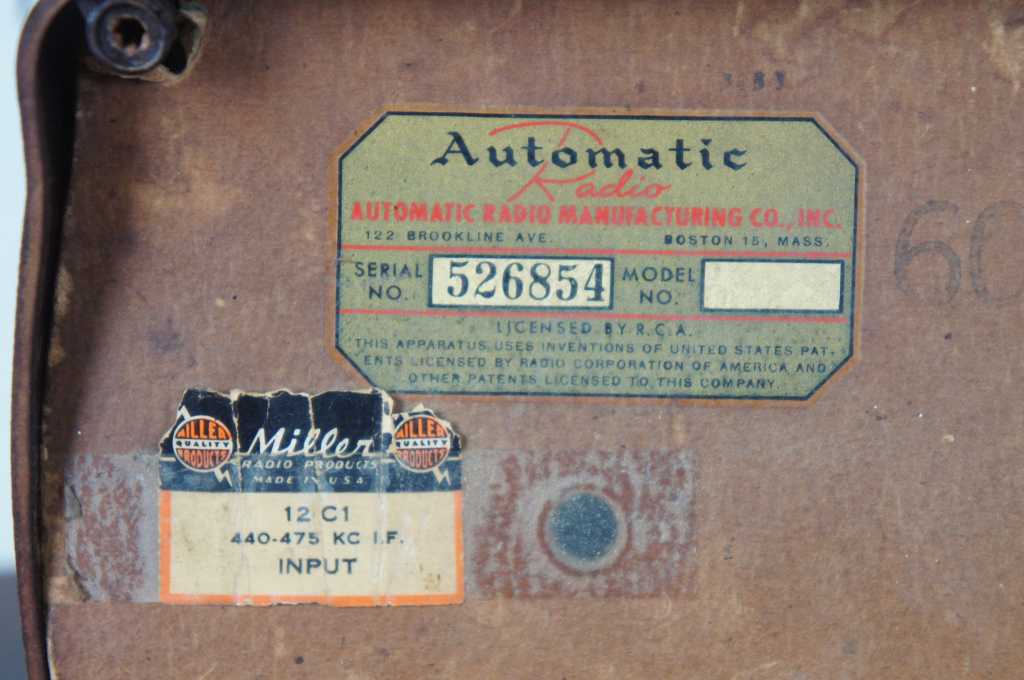 Automatic
Radio
AUTOMATIC RADIO MANUFACTURING CO., INC.
122 BROOKLINE AVE. BOSTON 15, MASS.
SERIAL NO. 526854 MODEL NO.
LICENSED BY R.C.A.
THIS APPARATUS USES INVENTIONS OF UNITED STATES PAT-
ENTS LICENSED BY RADIO CORPORATION OF AMERICA AND
OTHER PATENTS LICENSED TO THIS COMPANY.
60
MILLER QUALITY PRODUCTS
Miller
RADIO PRODUCTS
MADE IN U.S.A.
MILLER QUALITY PRODUCTS
12 C1
440-475 KC I.F.
INPUT